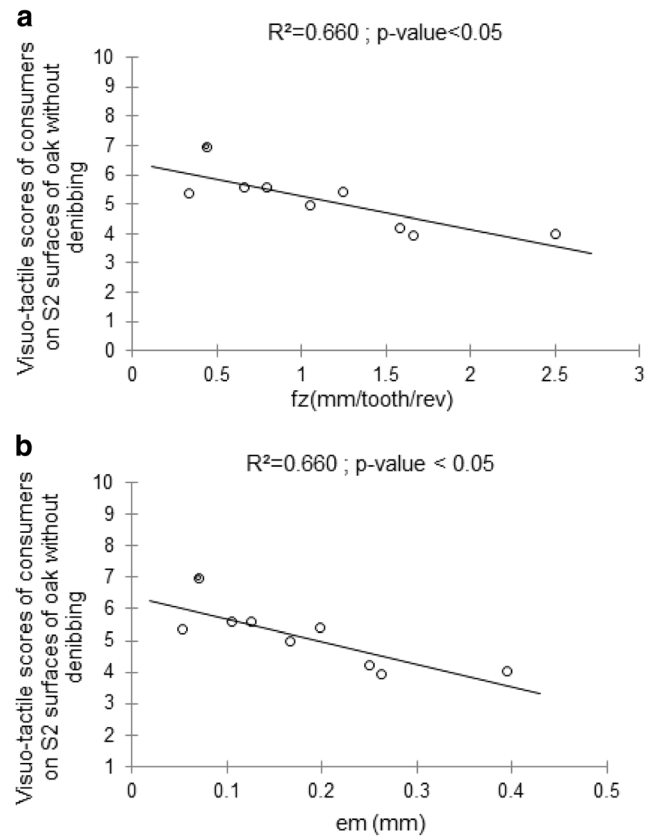 a
R²=0.660 ; p-value<0.05
Visuo-tactile scores of consumers
on S2 surfaces of oak without
denibbing
10
9
8
7
6
5
4
3
2
1
0
0 0.5 1 1.5 2 2.5 3
fz(mm/tooth/rev)
b
R²=0.660 ; p-value < 0.05
Visuo-tactile scores of consumers
on S2 surfaces of oak without
denibbing
10
9
8
7
6
5
4
3
2
1
0 0.1 0.2 0.3 0.4 0.5
em (mm)